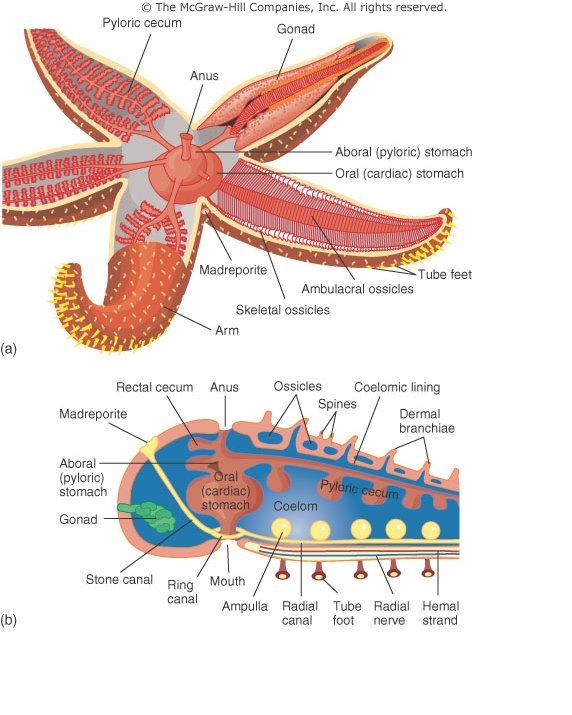 © The McGraw-Hill Companies, Inc. All rights reserved.
Pyloric cecum
Gonad
Anus
Aboral (pyloric) stomach
Oral (cardiac) stomach
Madreporite
Tube feet
Ambulacral ossicles
Skeletal ossicles
Arm
(a)
Rectal cecum
Anus
Ossicles
Coelomic lining
Spines
Madreporite
Dermal
branchiae
Aboral
(pyloric)
stomach
Oral
(cardiac)
stomach
Pyloric cecum
Coelom
Gonad
Stone canal
Ring
canal
Mouth
Ampulla
Radial
canal
Tube
foot
Radial
nerve
Hemal
strand
(b)